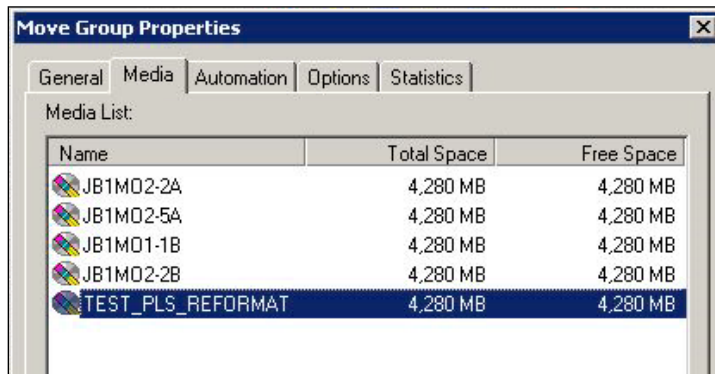 Move Group Properties
General Media Automation Options Statistics
Media List:
Name Total Space Free Space
JB1MO2-2A 4,280 MB 4,280 MB
JB1MO2-5A 4,280 MB 4,280 MB
JB1MO1-1B 4,280 MB 4,280 MB
JB1MO2-2B 4,280 MB 4,280 MB
TEST_PLS_REFORMAT 4,280 MB 4,280 MB